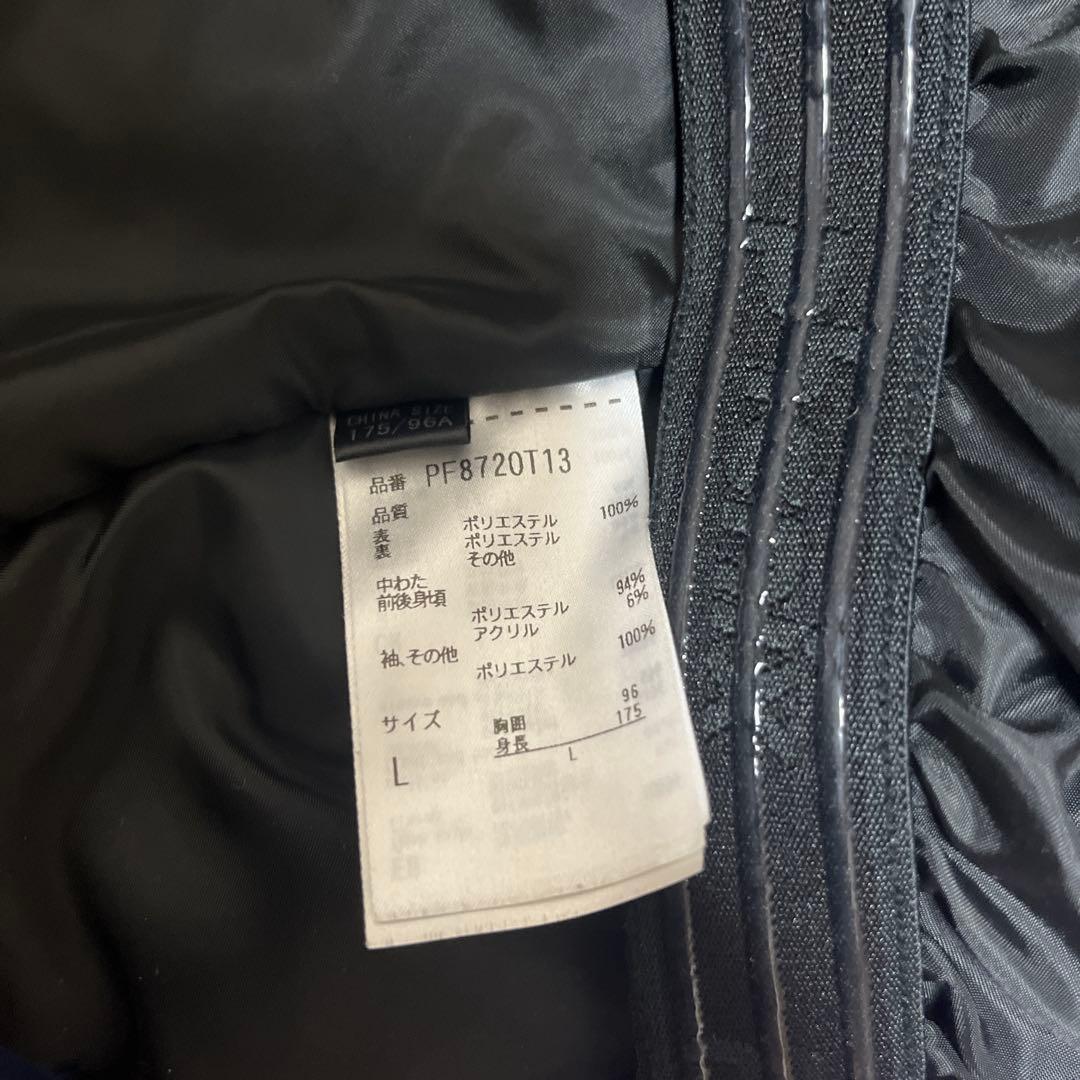 CHINA SIZE
175/96A
品番 PF8720T13
品質
表 ポリエステル 100%
裏 ポリエステル
その他
中わた
前後身頃 ポリエステル 94%
アクリル 6%
袖、その他 ポリエステル 100%
サイズ 胸囲 96
身長 175
L L